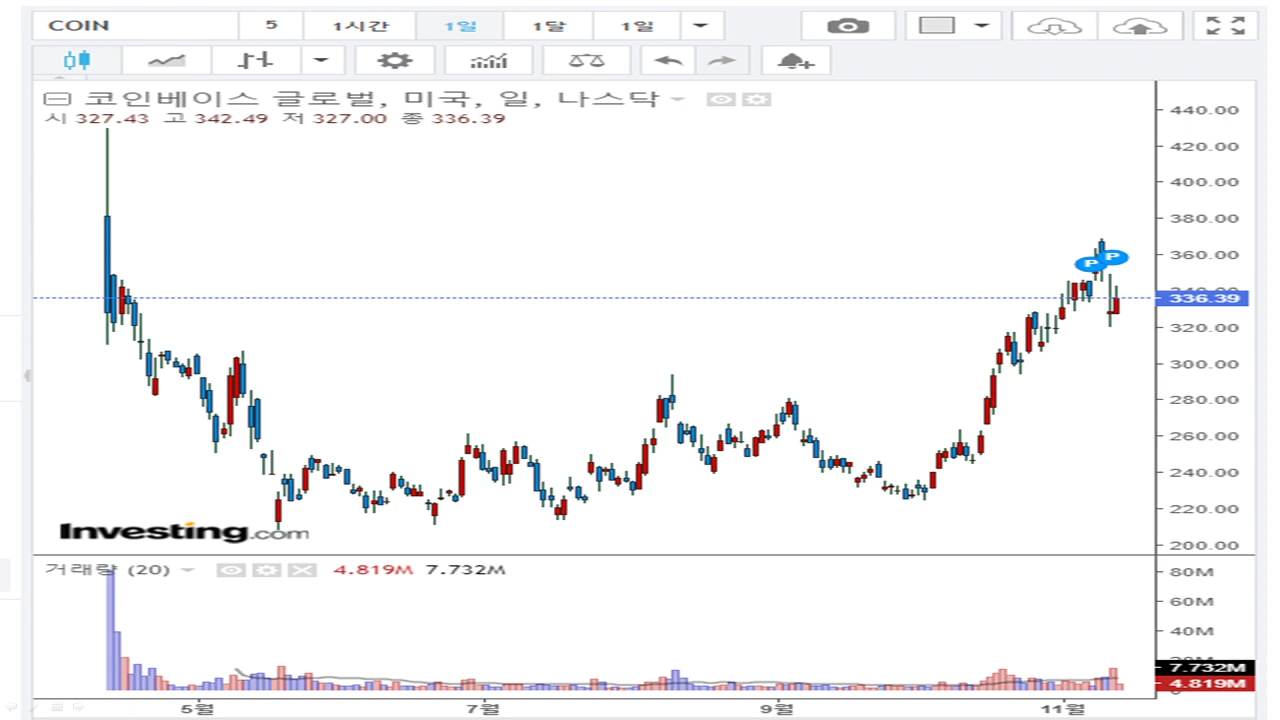 COIN 5 1시간 1일 1달 1일
코인베이스 글로벌, 미국, 일, 나스닥
시 327.43 고 342.49 저 327.00 종 336.39
440.00
420.00
400.00
380.00
360.00
P P
336.39
320.00
300.00
280.00
260.00
240.00
220.00
200.00
Investing.com
거래량 (20) 4.819M 7.732M
80M
60M
40M
7.732M
4.819M
5월 7월 9월 11월